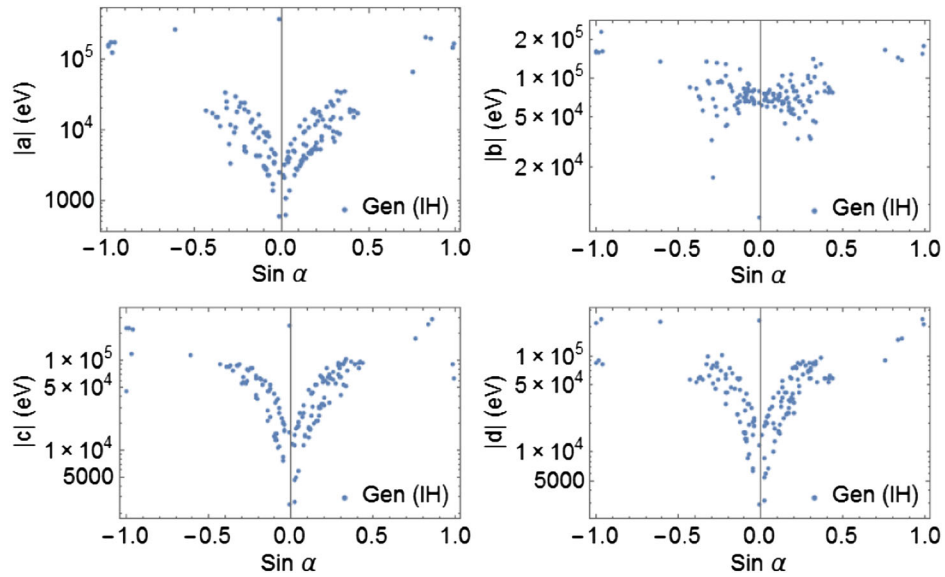 |a| (eV)
10^5
10^4
1000
Gen (IH)
−1.0 −0.5 0.0 0.5 1.0
Sin α
|b| (eV)
2 × 10^5
1 × 10^5
5 × 10^4
2 × 10^4
Gen (IH)
−1.0 −0.5 0.0 0.5 1.0
Sin α
|c| (eV)
1 × 10^5
5 × 10^4
1 × 10^4
5000
Gen (IH)
−1.0 −0.5 0.0 0.5 1.0
Sin α
|d| (eV)
1 × 10^5
5 × 10^4
1 × 10^4
5000
Gen (IH)
−1.0 −0.5 0.0 0.5 1.0
Sin α